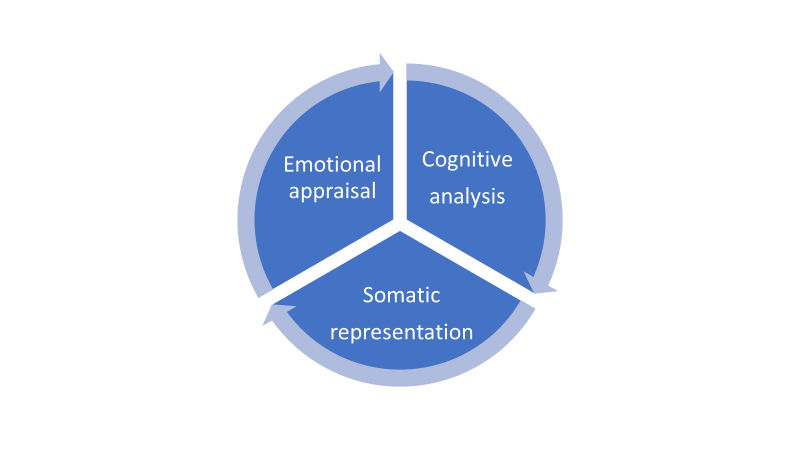 Emotional
appraisal
Cognitive
analysis
Somatic
representation